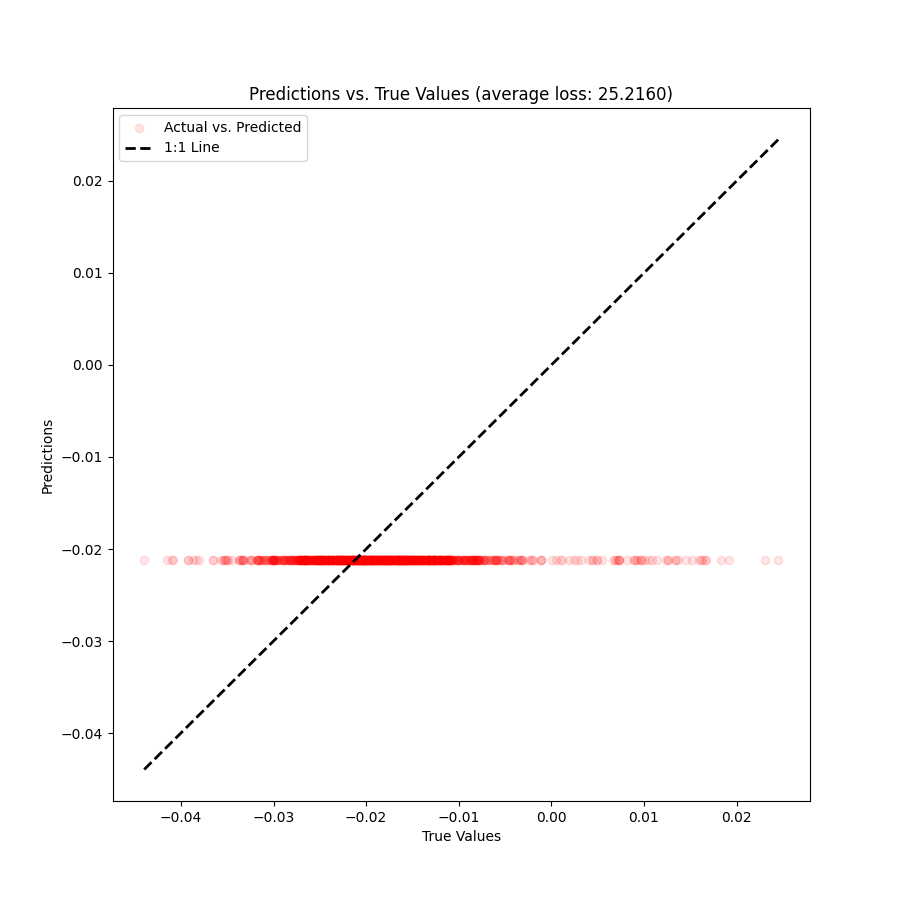 Predictions vs. True Values (average loss: 25.2160)
Actual vs. Predicted
1:1 Line
0.02
0.01
0.00
−0.01
−0.02
−0.03
−0.04
Predictions
−0.04
−0.03
−0.02
−0.01
0.00
0.01
0.02
True Values